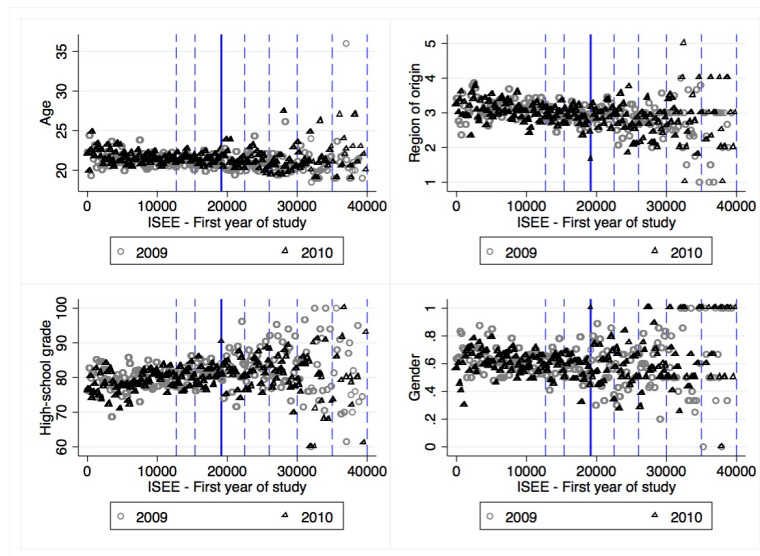 Age
35
30
25
20
0 10000 20000 30000 40000
ISEE - First year of study
2009 2010
Region of origin
5
4
3
2
1
0 10000 20000 30000 40000
ISEE - First year of study
2009 2010
High-school grade
100
90
80
70
60
0 10000 20000 30000 40000
ISEE - First year of study
2009 2010
Gender
1
.8
.6
.4
.2
0
0 10000 20000 30000 40000
ISEE - First year of study
2009 2010